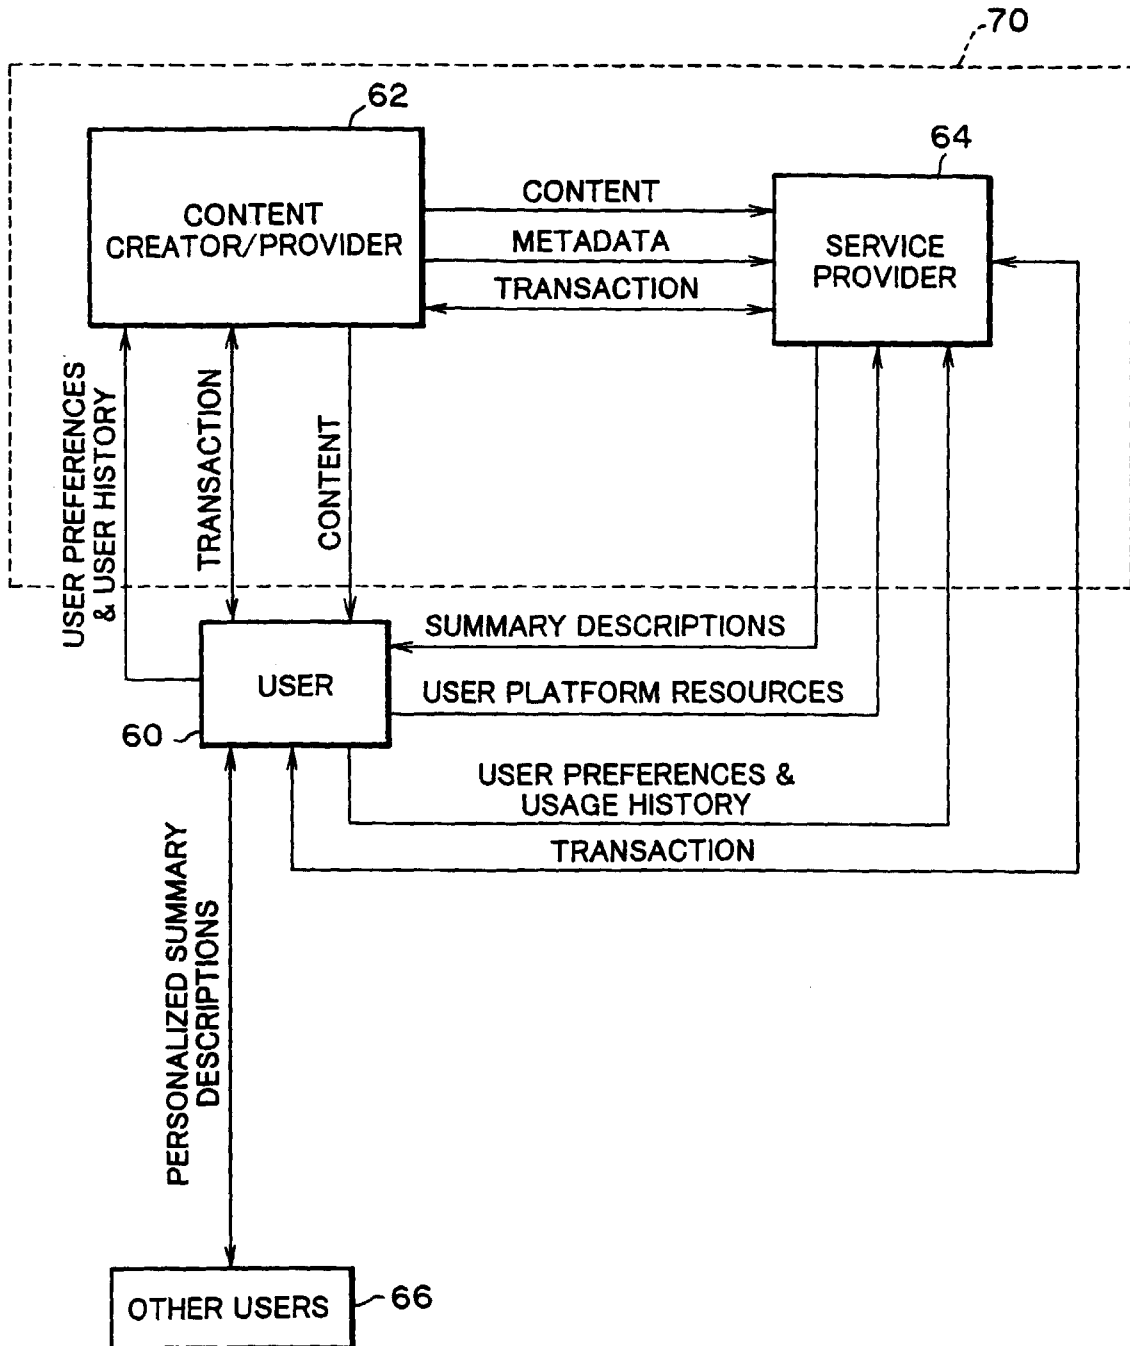 70
62
64
CONTENT
CREATOR/PROVIDER
CONTENT
METADATA
TRANSACTION
SERVICE
PROVIDER
USER PREFERENCES
& USER HISTORY
TRANSACTION
CONTENT
SUMMARY DESCRIPTIONS
USER
USER PLATFORM RESOURCES
60
USER PREFERENCES &
USAGE HISTORY
TRANSACTION
PERSONALIZED SUMMARY
DESCRIPTIONS
OTHER USERS
66